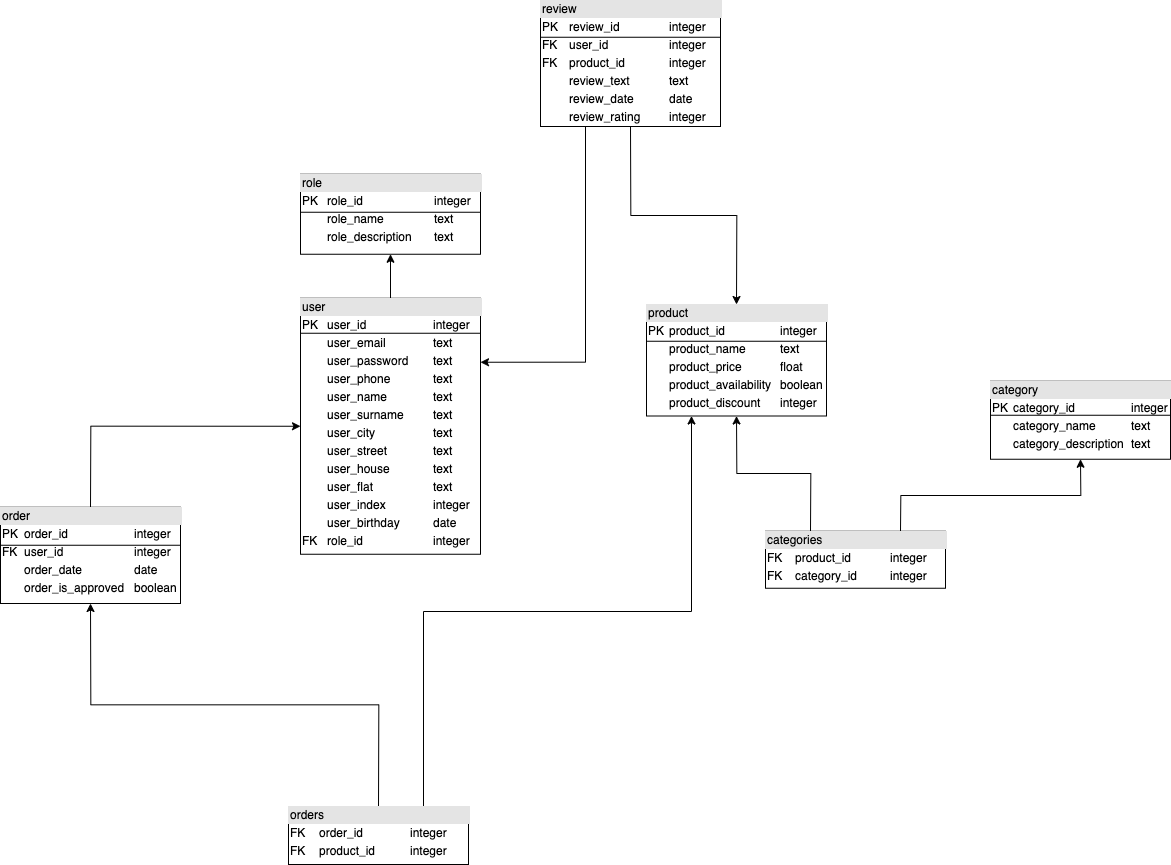 review
PK review_id integer
FK user_id integer
FK product_id integer
review_text text
review_date date
review_rating integer
role
PK role_id integer
role_name text
role_description text
user
PK user_id integer
user_email text
user_password text
user_phone text
user_name text
user_surname text
user_city text
user_street text
user_house text
user_flat text
user_index integer
user_birthday date
FK role_id integer
product
PK product_id integer
product_name text
product_price float
product_availability boolean
product_discount integer
category
PK category_id integer
category_name text
category_description text
order
PK order_id integer
FK user_id integer
order_date date
order_is_approved boolean
categories
FK product_id integer
FK category_id integer
orders
FK order_id integer
FK product_id integer